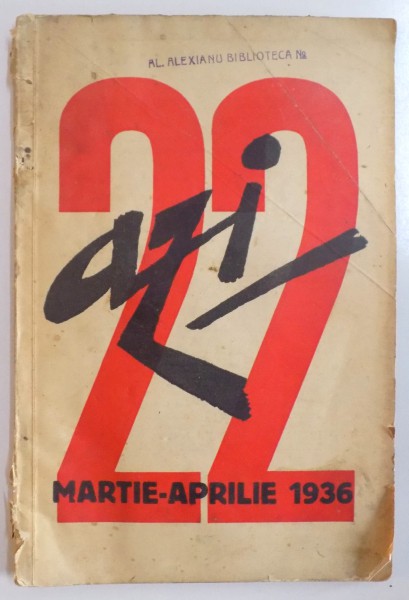 AL. ALEXIANU BIBLIOTECA №
22
azi
MARTIE-APRILIE 1936